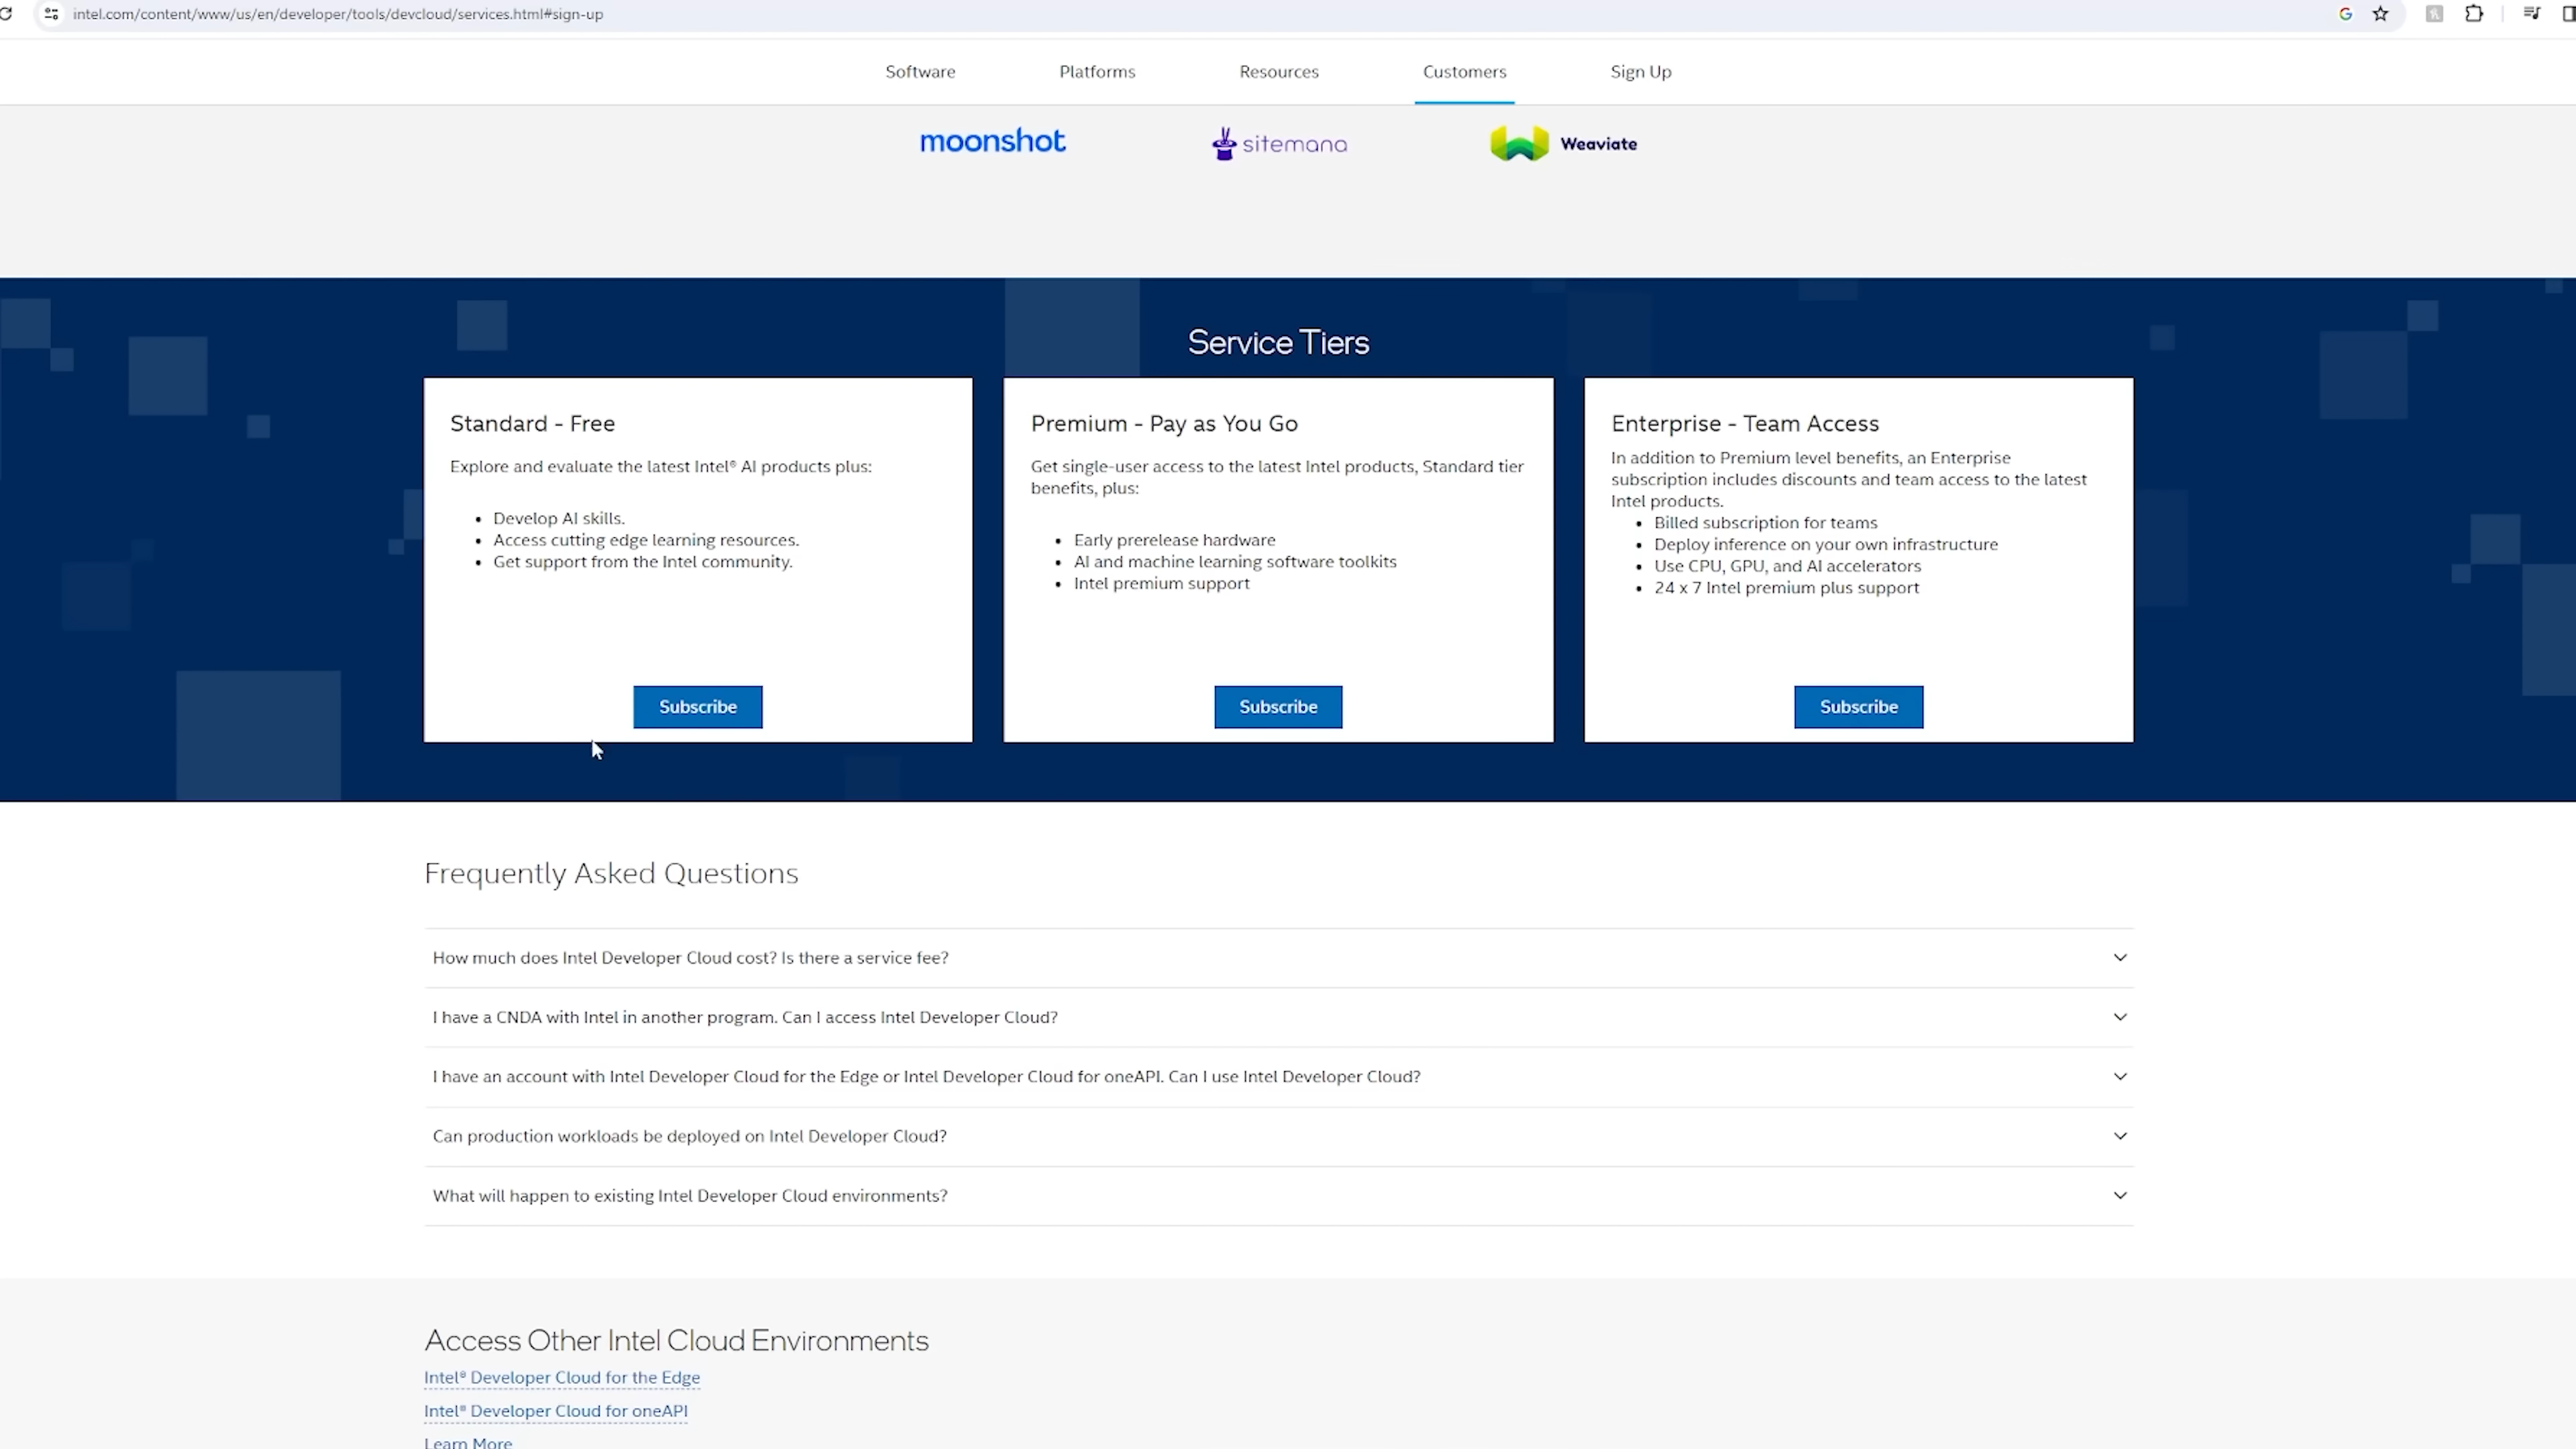 intel.com/content/www/us/en/developer/tools/devcloud/services.html#sign-up
Software
Platforms
Resources
Customers
Sign Up
moonshot
sitemana
Weaviate
Service Tiers
Standard - Free
Explore and evaluate the latest Intel® AI products plus:
• Develop AI skills.
• Access cutting edge learning resources.
• Get support from the Intel community.
Subscribe
Premium - Pay as You Go
Get single-user access to the latest Intel products, Standard tier
benefits, plus:
• Early prerelease hardware
• AI and machine learning software toolkits
• Intel premium support
Subscribe
Enterprise - Team Access
In addition to Premium level benefits, an Enterprise
subscription includes discounts and team access to the latest
Intel products.
• Billed subscription for teams
• Deploy inference on your own infrastructure
• Use CPU, GPU, and AI accelerators
• 24 x 7 Intel premium plus support
Subscribe
Frequently Asked Questions
How much does Intel Developer Cloud cost? Is there a service fee?
I have a CNDA with Intel in another program. Can I access Intel Developer Cloud?
I have an account with Intel Developer Cloud for the Edge or Intel Developer Cloud for oneAPI. Can I use Intel Developer Cloud?
Can production workloads be deployed on Intel Developer Cloud?
What will happen to existing Intel Developer Cloud environments?
Access Other Intel Cloud Environments
Intel® Developer Cloud for the Edge
Intel® Developer Cloud for oneAPI
Learn More